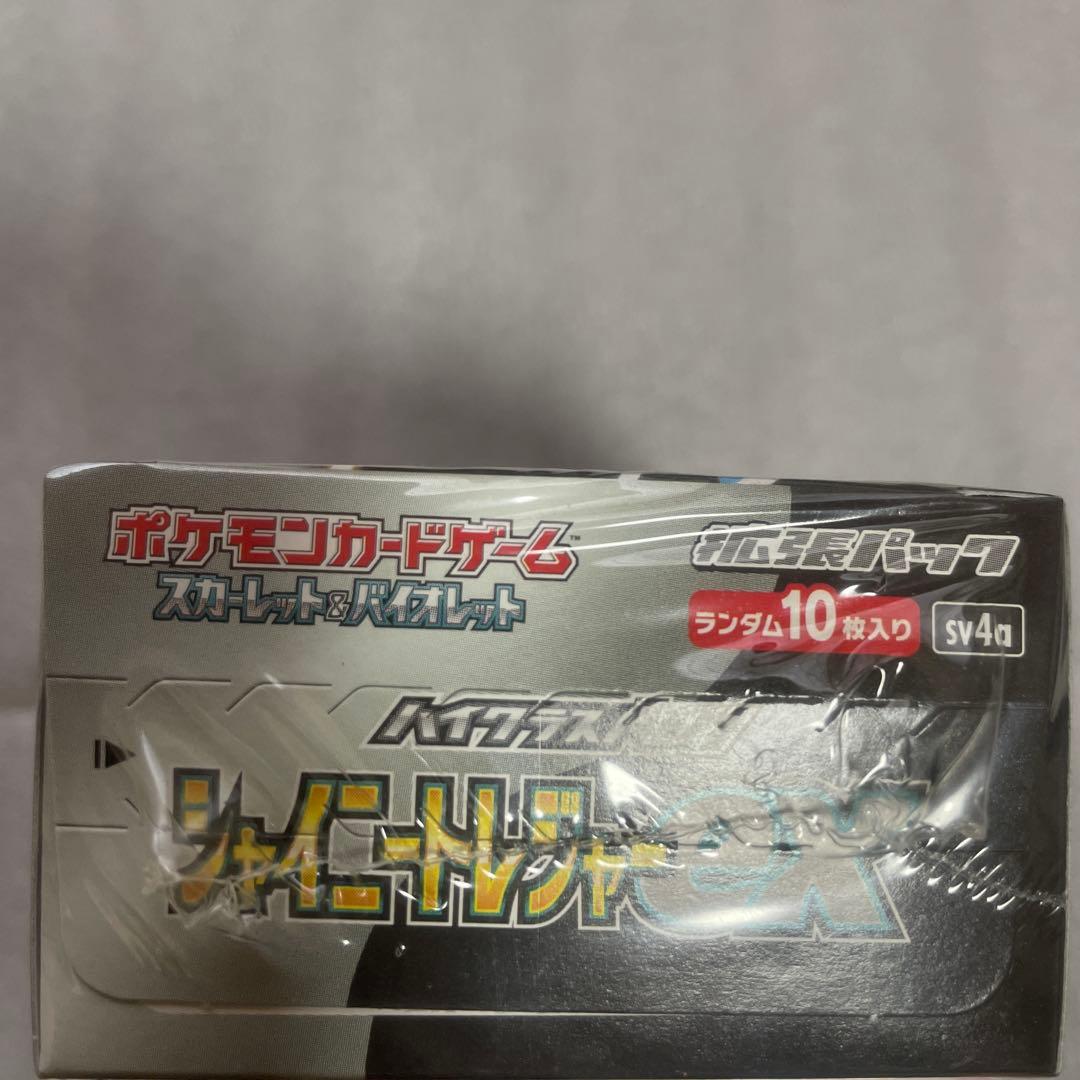 ポケモンカードゲーム™
スカーレット&バイオレット
拡張パック
ランダム10枚入り
sv4a
ハイクラス
シャイニートレジャーex